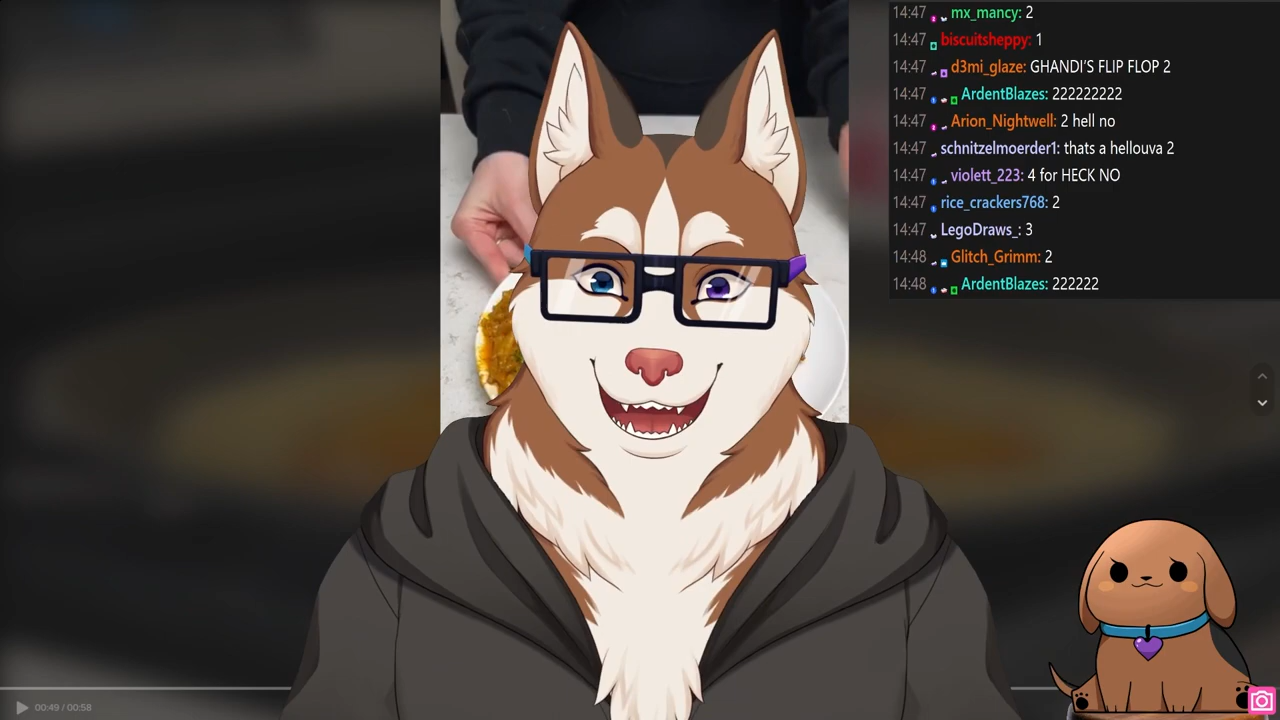 14:47 mx_mancy: 2
14:47 biscuitsheppy: 1
14:47 d3mi_glaze: GHANDI'S FLIP FLOP 2
14:47 ArdentBlazes: 222222222
14:47 Arion_Nightwell: 2 hell no
14:47 schnitzelmoerder1: thats a hellouva 2
14:47 violett_223: 4 for HECK NO
14:47 rice_crackers768: 2
14:47 LegoDraws_: 3
14:48 Glitch_Grimm: 2
14:48 ArdentBlazes: 222222
00:49 / 00:58